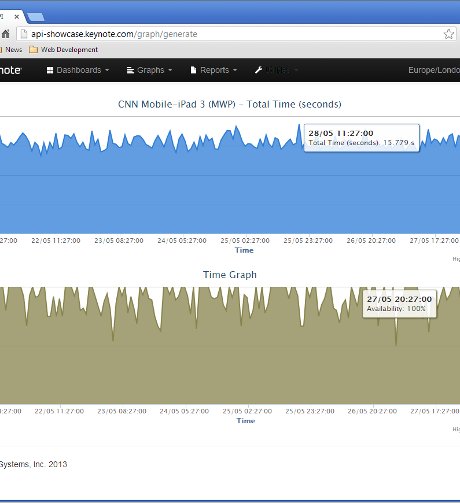 api-showcase.keynote.com/graph/generate
News Web Development
note Dashboards Graphs Reports Europe/Londo
CNN Mobile-iPad 3 (MWP) - Total Time (seconds)
28/05 11:27:00
Total Time (seconds): 15.779 s
27:00 22/05 11:27:00 23/05 08:27:00 24/05 05:27:00 25/05 02:27:00 25/05 23:27:00 26/05 20:27:00 27/05 17:27:00
Time
Hig
Time Graph
27/05 20:27:00
Availability: 100%
:27:00 22/05 11:27:00 23/05 08:27:00 24/05 05:27:00 25/05 02:27:00 25/05 23:27:00 26/05 20:27:00 27/05 17:27:00
Time
High
Systems, Inc. 2013